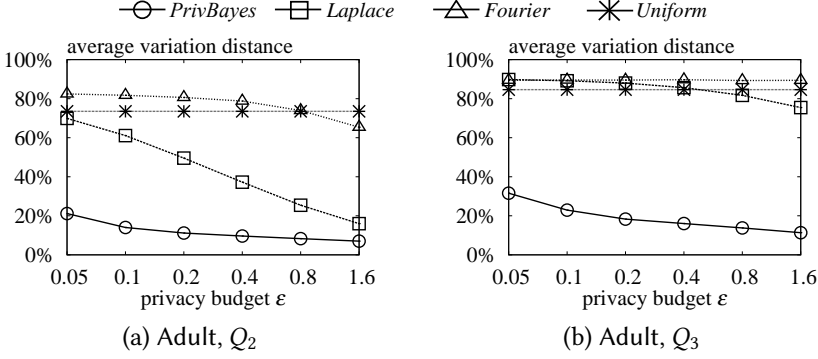 PrivBayes Laplace Fourier Uniform
average variation distance
100%
80%
60%
40%
20%
0%
0.05 0.1 0.2 0.4 0.8 1.6
privacy budget ε
(a) Adult, Q2
average variation distance
100%
80%
60%
40%
20%
0%
0.05 0.1 0.2 0.4 0.8 1.6
privacy budget ε
(b) Adult, Q3